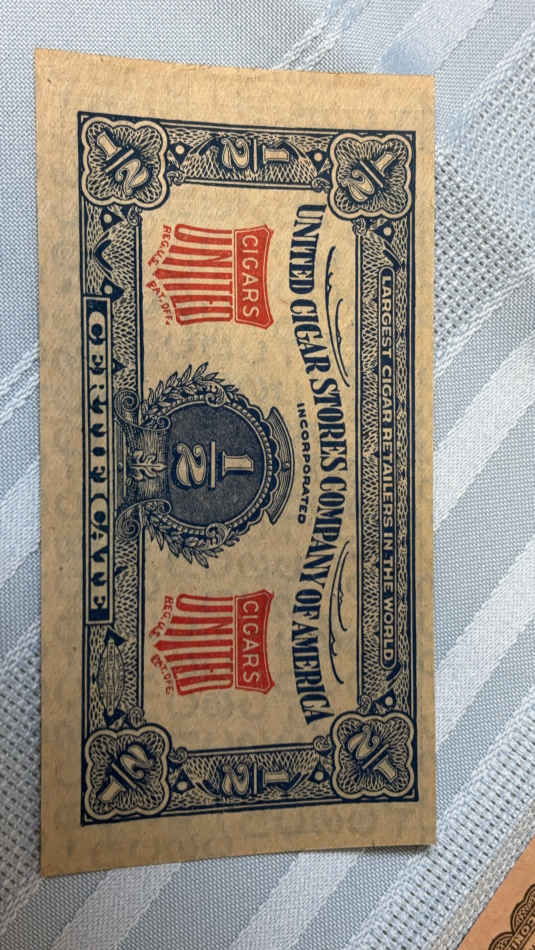 LARGEST CIGAR RETAILERS IN THE WORLD
1/2 1/2 1/2 1/2
UNITED CIGAR STORES COMPANY OF AMERICA
INCORPORATED
CIGARS
UNITED
REG. U.S. PAT. OFF.
1/2
CIGARS
UNITED
REG. U.S. PAT. OFF.
1/2 1/2
CERTIFICATE